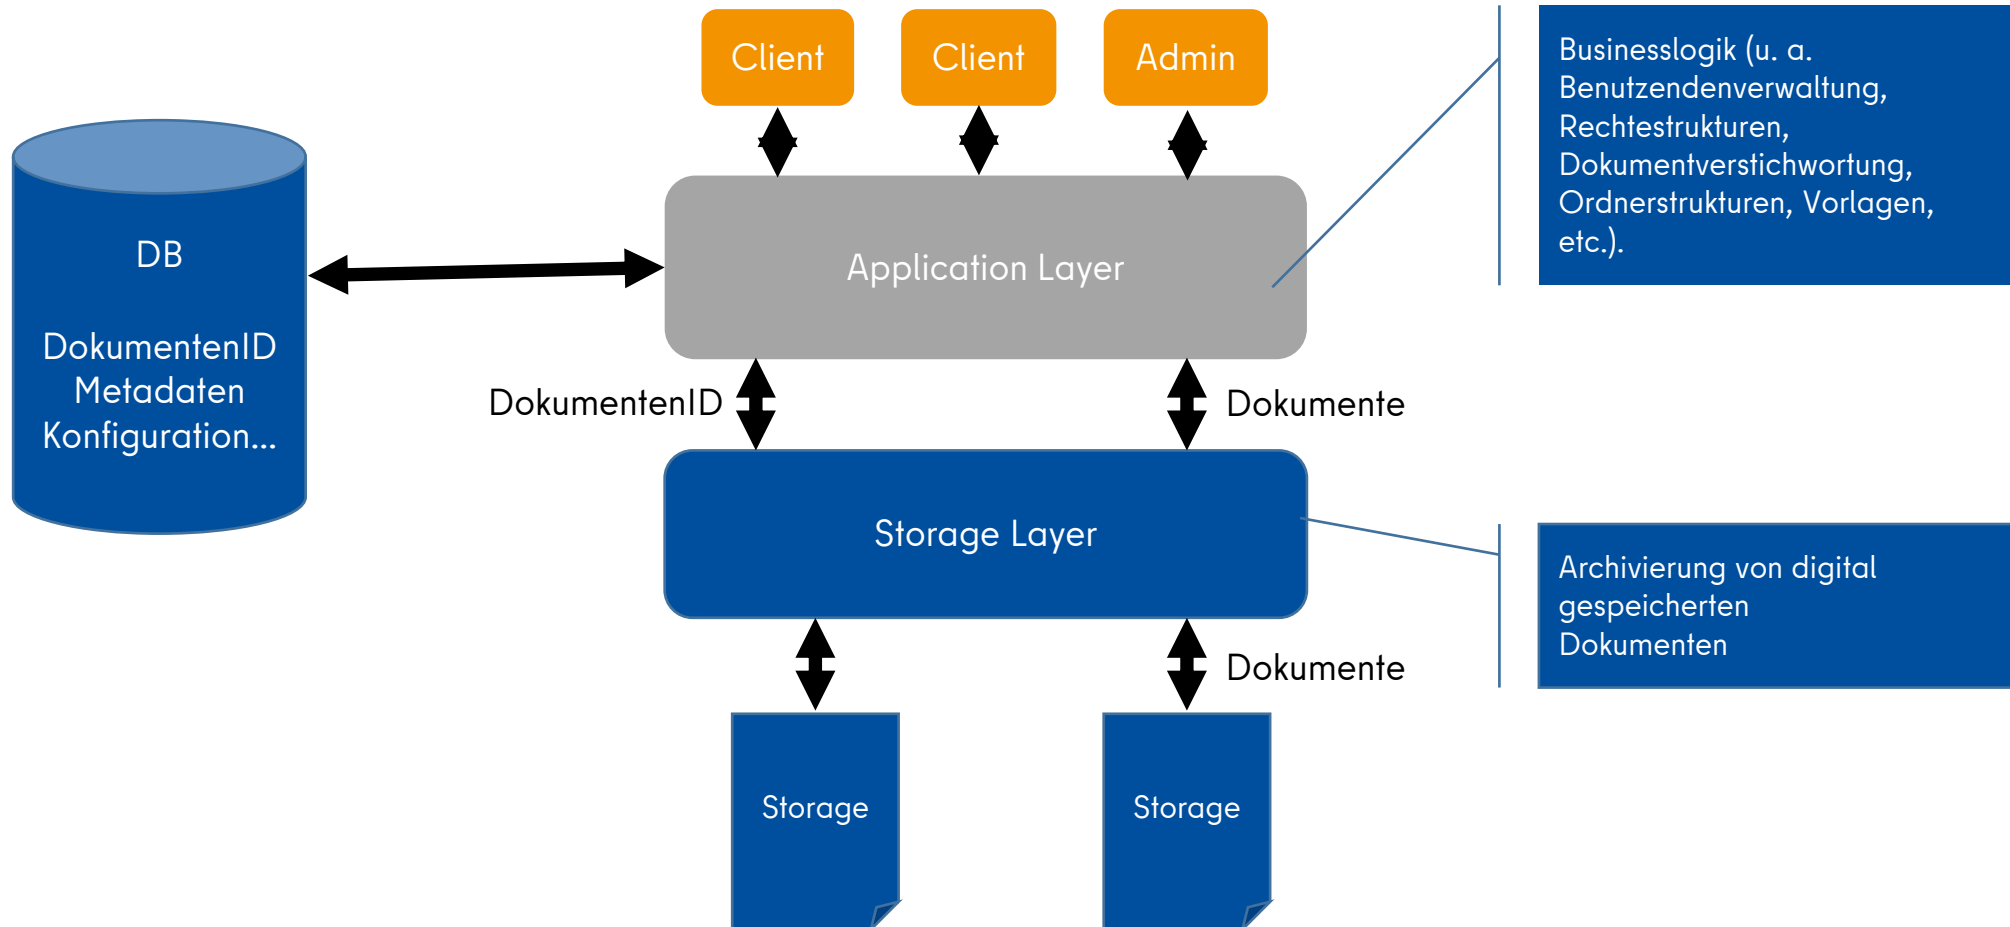 Client
Client
Admin
Businesslogik (u. a.
Benutzendenverwaltung,
Rechtestrukturen,
Dokumentverstichwortung,
Ordnerstrukturen, Vorlagen,
etc.).
DB
DokumentenID
Metadaten
Konfiguration...
Application Layer
DokumentenID
Dokumente
Storage Layer
Archivierung von digital
gespeicherten
Dokumenten
Dokumente
Storage
Storage